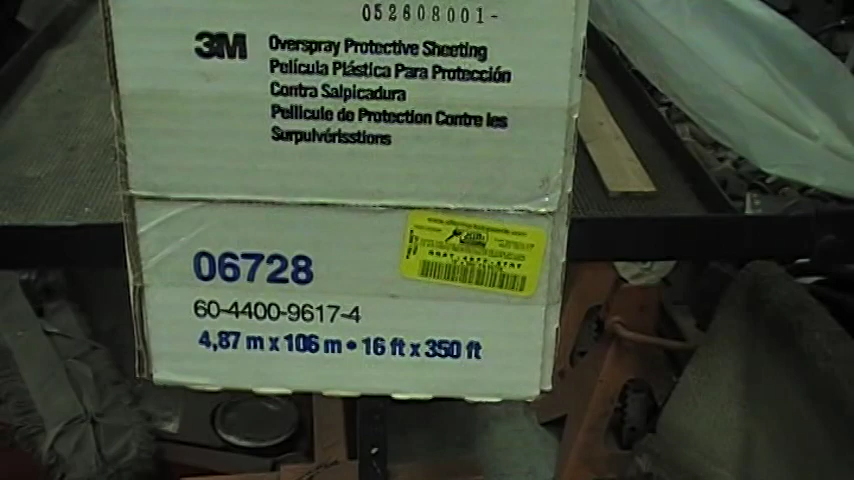 052608001-
3M
Overspray Protective Sheeting
Película Plástica Para Protección
Contra Salpicadura
Pellicule de Protection Contre les
Surpulvérisstions
06728
60-4400-9617-4
4,87 m x 106 m • 16 ft x 350 ft